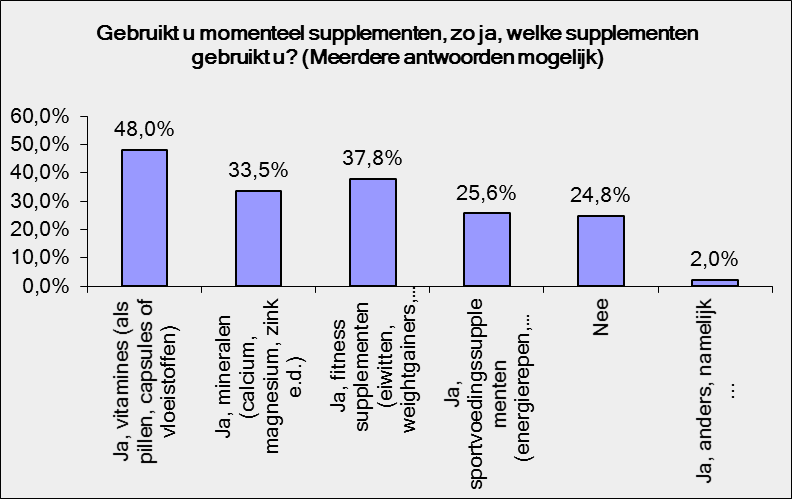 Gebruikt u momenteel supplementen, zo ja, welke supplementen
gebruikt u? (Meerdere antwoorden mogelijk)
60,0%
50,0%
40,0%
30,0%
20,0%
10,0%
0,0%
48,0%
33,5%
37,8%
25,6%
24,8%
2,0%
Ja, vitamines (als
pillen, capsules of
vloeistoffen)
Ja, mineralen
(calcium,
magnesium, zink
e.d.)
Ja, fitness
supplementen
(eiwitten,
weightgainers,...
Ja,
sportvoedingssupple
menten
(energierepen,...
Nee
Ja, anders, namelijk
...